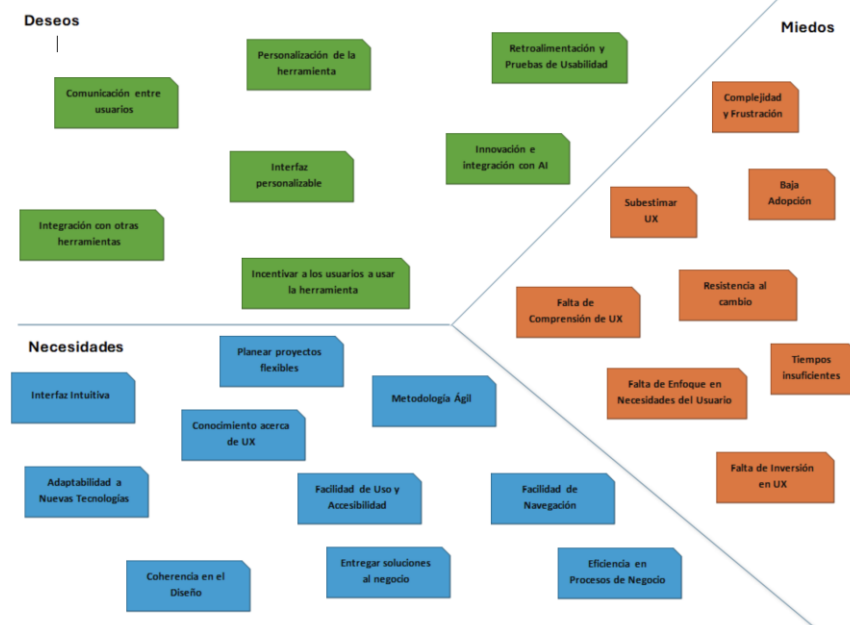 Deseos
Personalización de la
herramienta
Retroalimentación y
Pruebas de Usabilidad
Comunicación entre
usuarios
Innovación e
integración con AI
Interfaz
personalizable
Integración con otras
herramientas
Incentivar a los usuarios a usar
la herramienta
Miedos
Complejidad
y Frustración
Baja
Adopción
Subestimar
UX
Resistencia al
cambio
Falta de
Comprensión de UX
Tiempos
insuficientes
Falta de Enfoque en
Necesidades del Usuario
Falta de Inversión
en UX
Necesidades
Planear proyectos
flexibles
Interfaz Intuitiva
Metodología Ágil
Conocimiento acerca
de UX
Adaptabilidad a
Nuevas Tecnologías
Facilidad de Uso y
Accesibilidad
Facilidad de
Navegación
Coherencia en el
Diseño
Entregar soluciones
al negocio
Eficiencia en
Procesos de Negocio